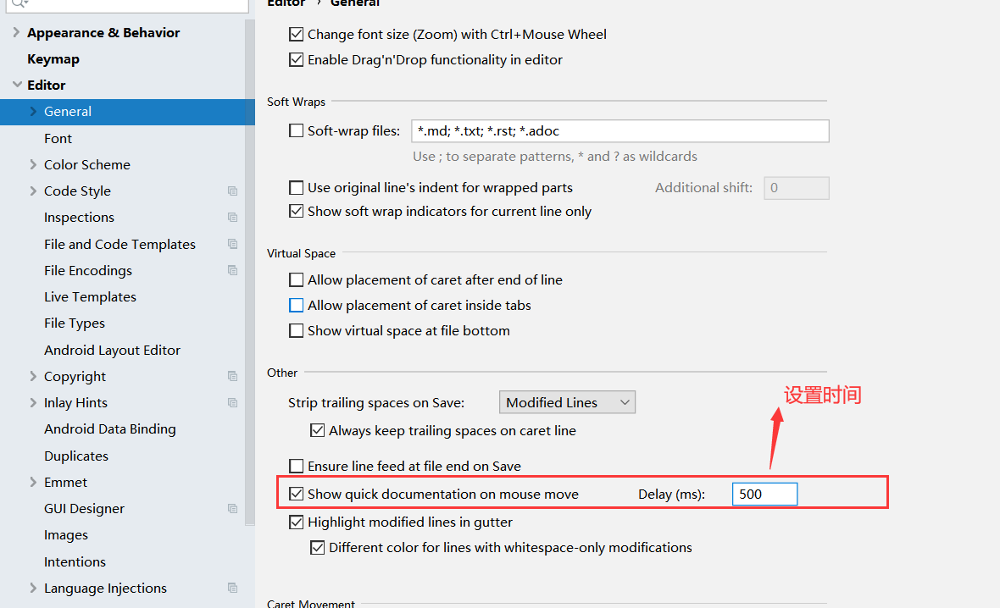 Editor › General
Appearance & Behavior
Keymap
Editor
General
Font
Color Scheme
Code Style
Inspections
File and Code Templates
File Encodings
Live Templates
File Types
Android Layout Editor
Copyright
Inlay Hints
Android Data Binding
Duplicates
Emmet
GUI Designer
Images
Intentions
Language Injections
Change font size (Zoom) with Ctrl+Mouse Wheel
Enable Drag'n'Drop functionality in editor
Soft Wraps
Soft-wrap files: *.md; *.txt; *.rst; *.adoc
Use ; to separate patterns, * and ? as wildcards
Use original line's indent for wrapped parts Additional shift: 0
Show soft wrap indicators for current line only
Virtual Space
Allow placement of caret after end of line
Allow placement of caret inside tabs
Show virtual space at file bottom
Other
设置时间
Strip trailing spaces on Save: Modified Lines
Always keep trailing spaces on caret line
Ensure line feed at file end on Save
Show quick documentation on mouse move Delay (ms): 500
Highlight modified lines in gutter
Different color for lines with whitespace-only modifications
Caret Movement